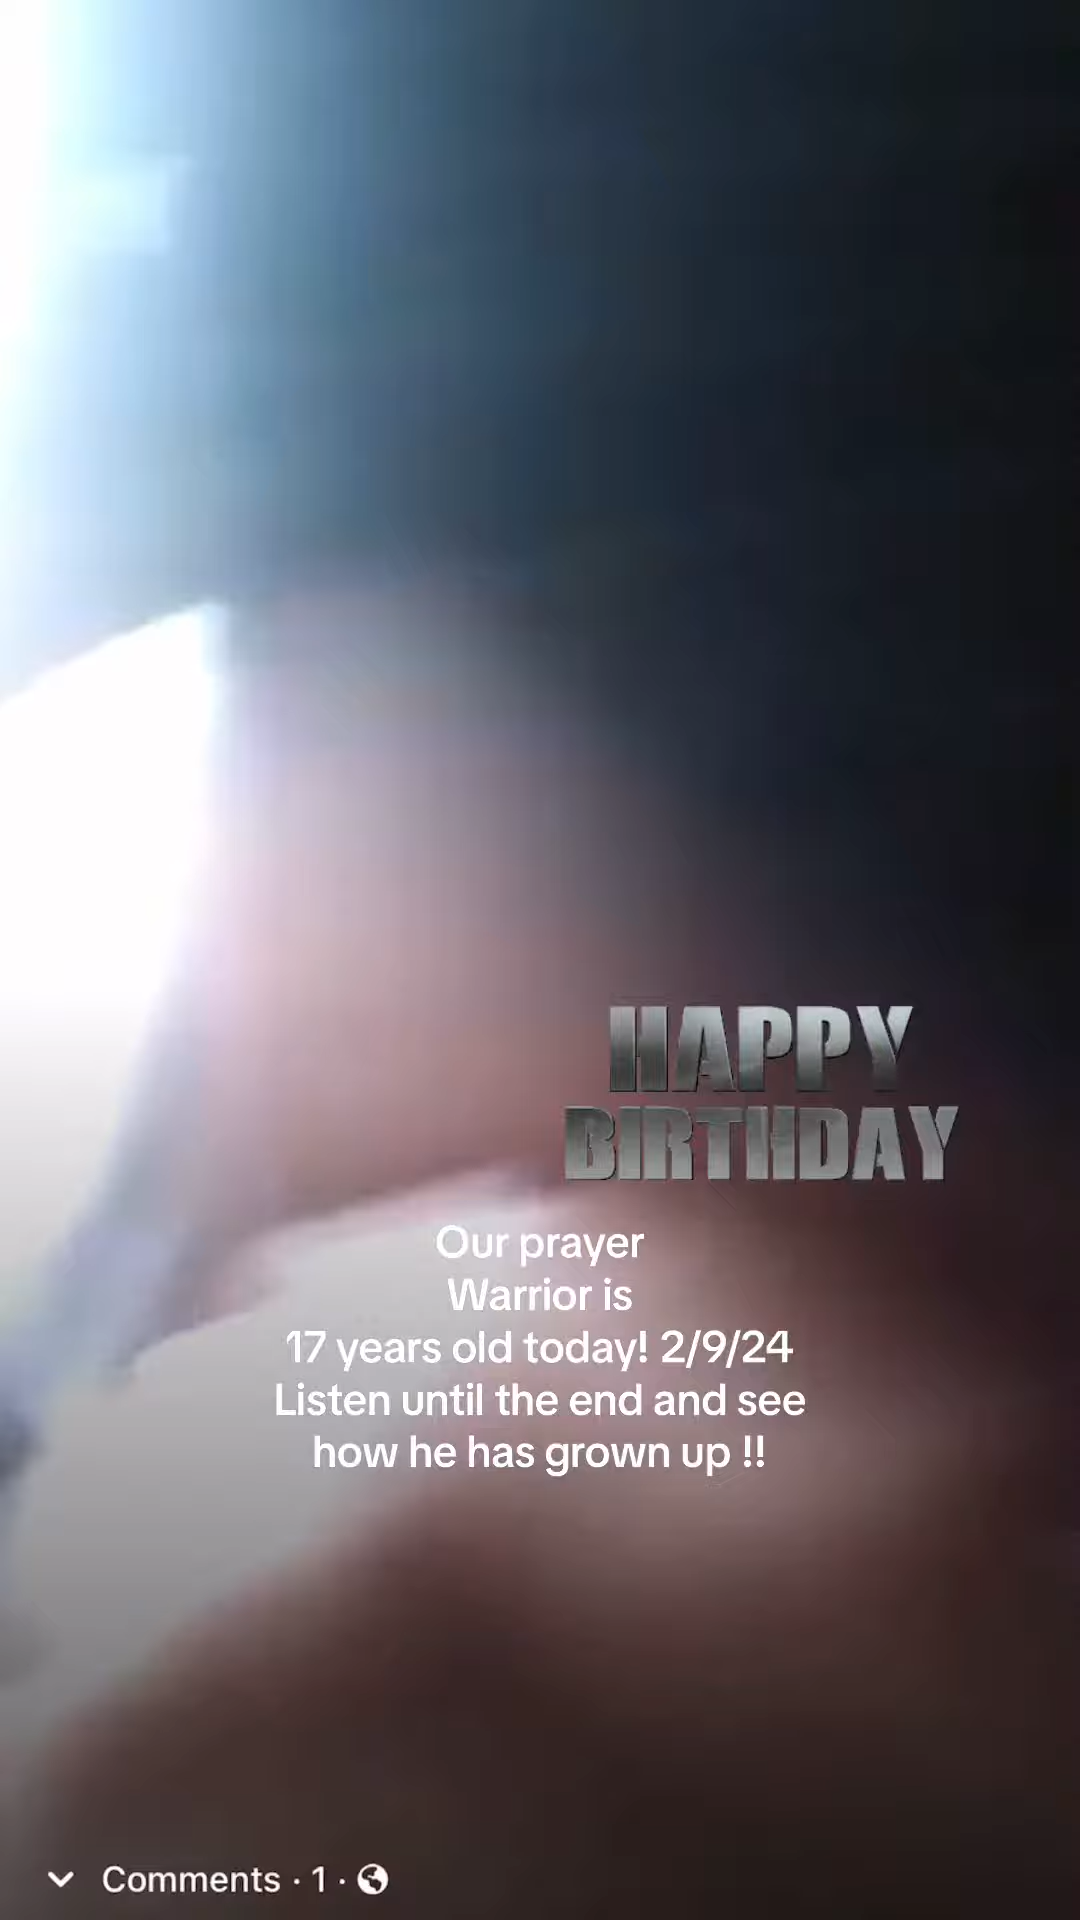 HAPPY
BIRTHDAY
Our prayer
Warrior is
17 years old today! 2/9/24
Listen until the end and see
how he has grown up !!
Comments · 1 ·